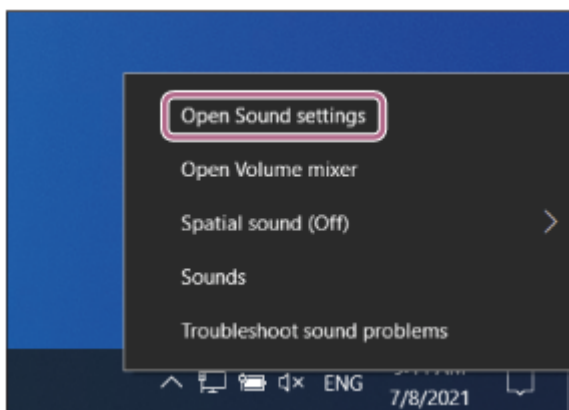 Open Sound settings
Open Volume mixer
Spatial sound (Off)
Sounds
Troubleshoot sound problems
ENG
7/8/2021